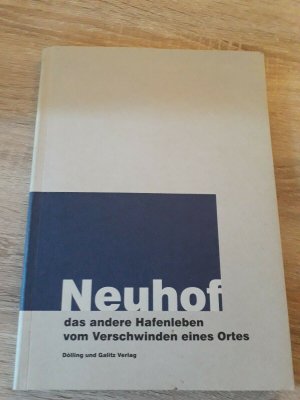 Neuhof
das andere Hafenleben
vom Verschwinden eines Ortes
Dölling und Galitz Verlag